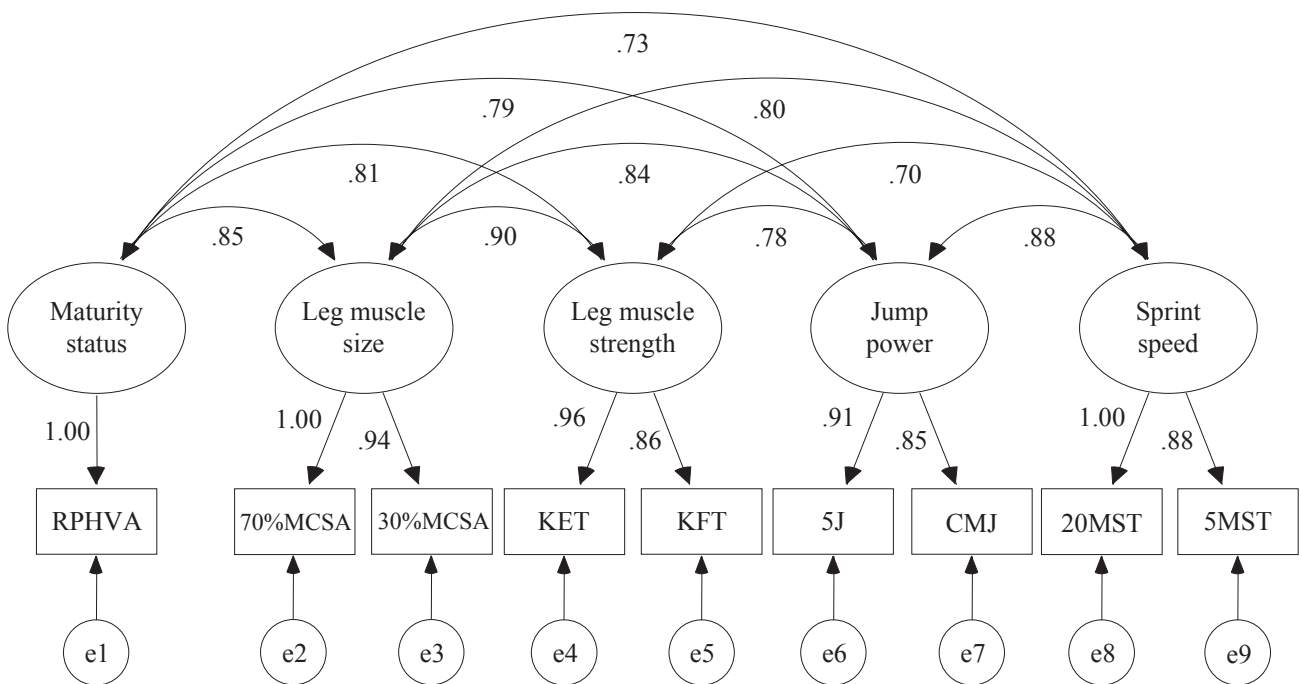 .73
.79
.80
.81
.84
.70
.85
.90
.78
.88
Maturity
status
Leg muscle
size
Leg muscle
strength
Jump
power
Sprint
speed
1.00
1.00
.94
.96
.86
.91
.85
1.00
.88
RPHVA
70%MCSA
30%MCSA
KET
KFT
5J
CMJ
20MST
5MST
e1
e2
e3
e4
e5
e6
e7
e8
e9